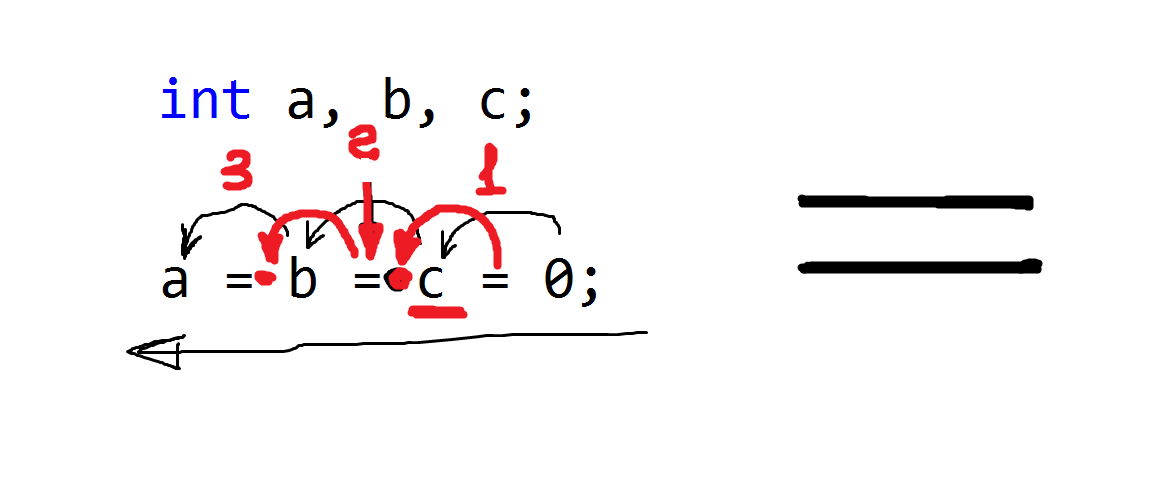 int a, b, c;
3 2 1
a = b = c = 0;